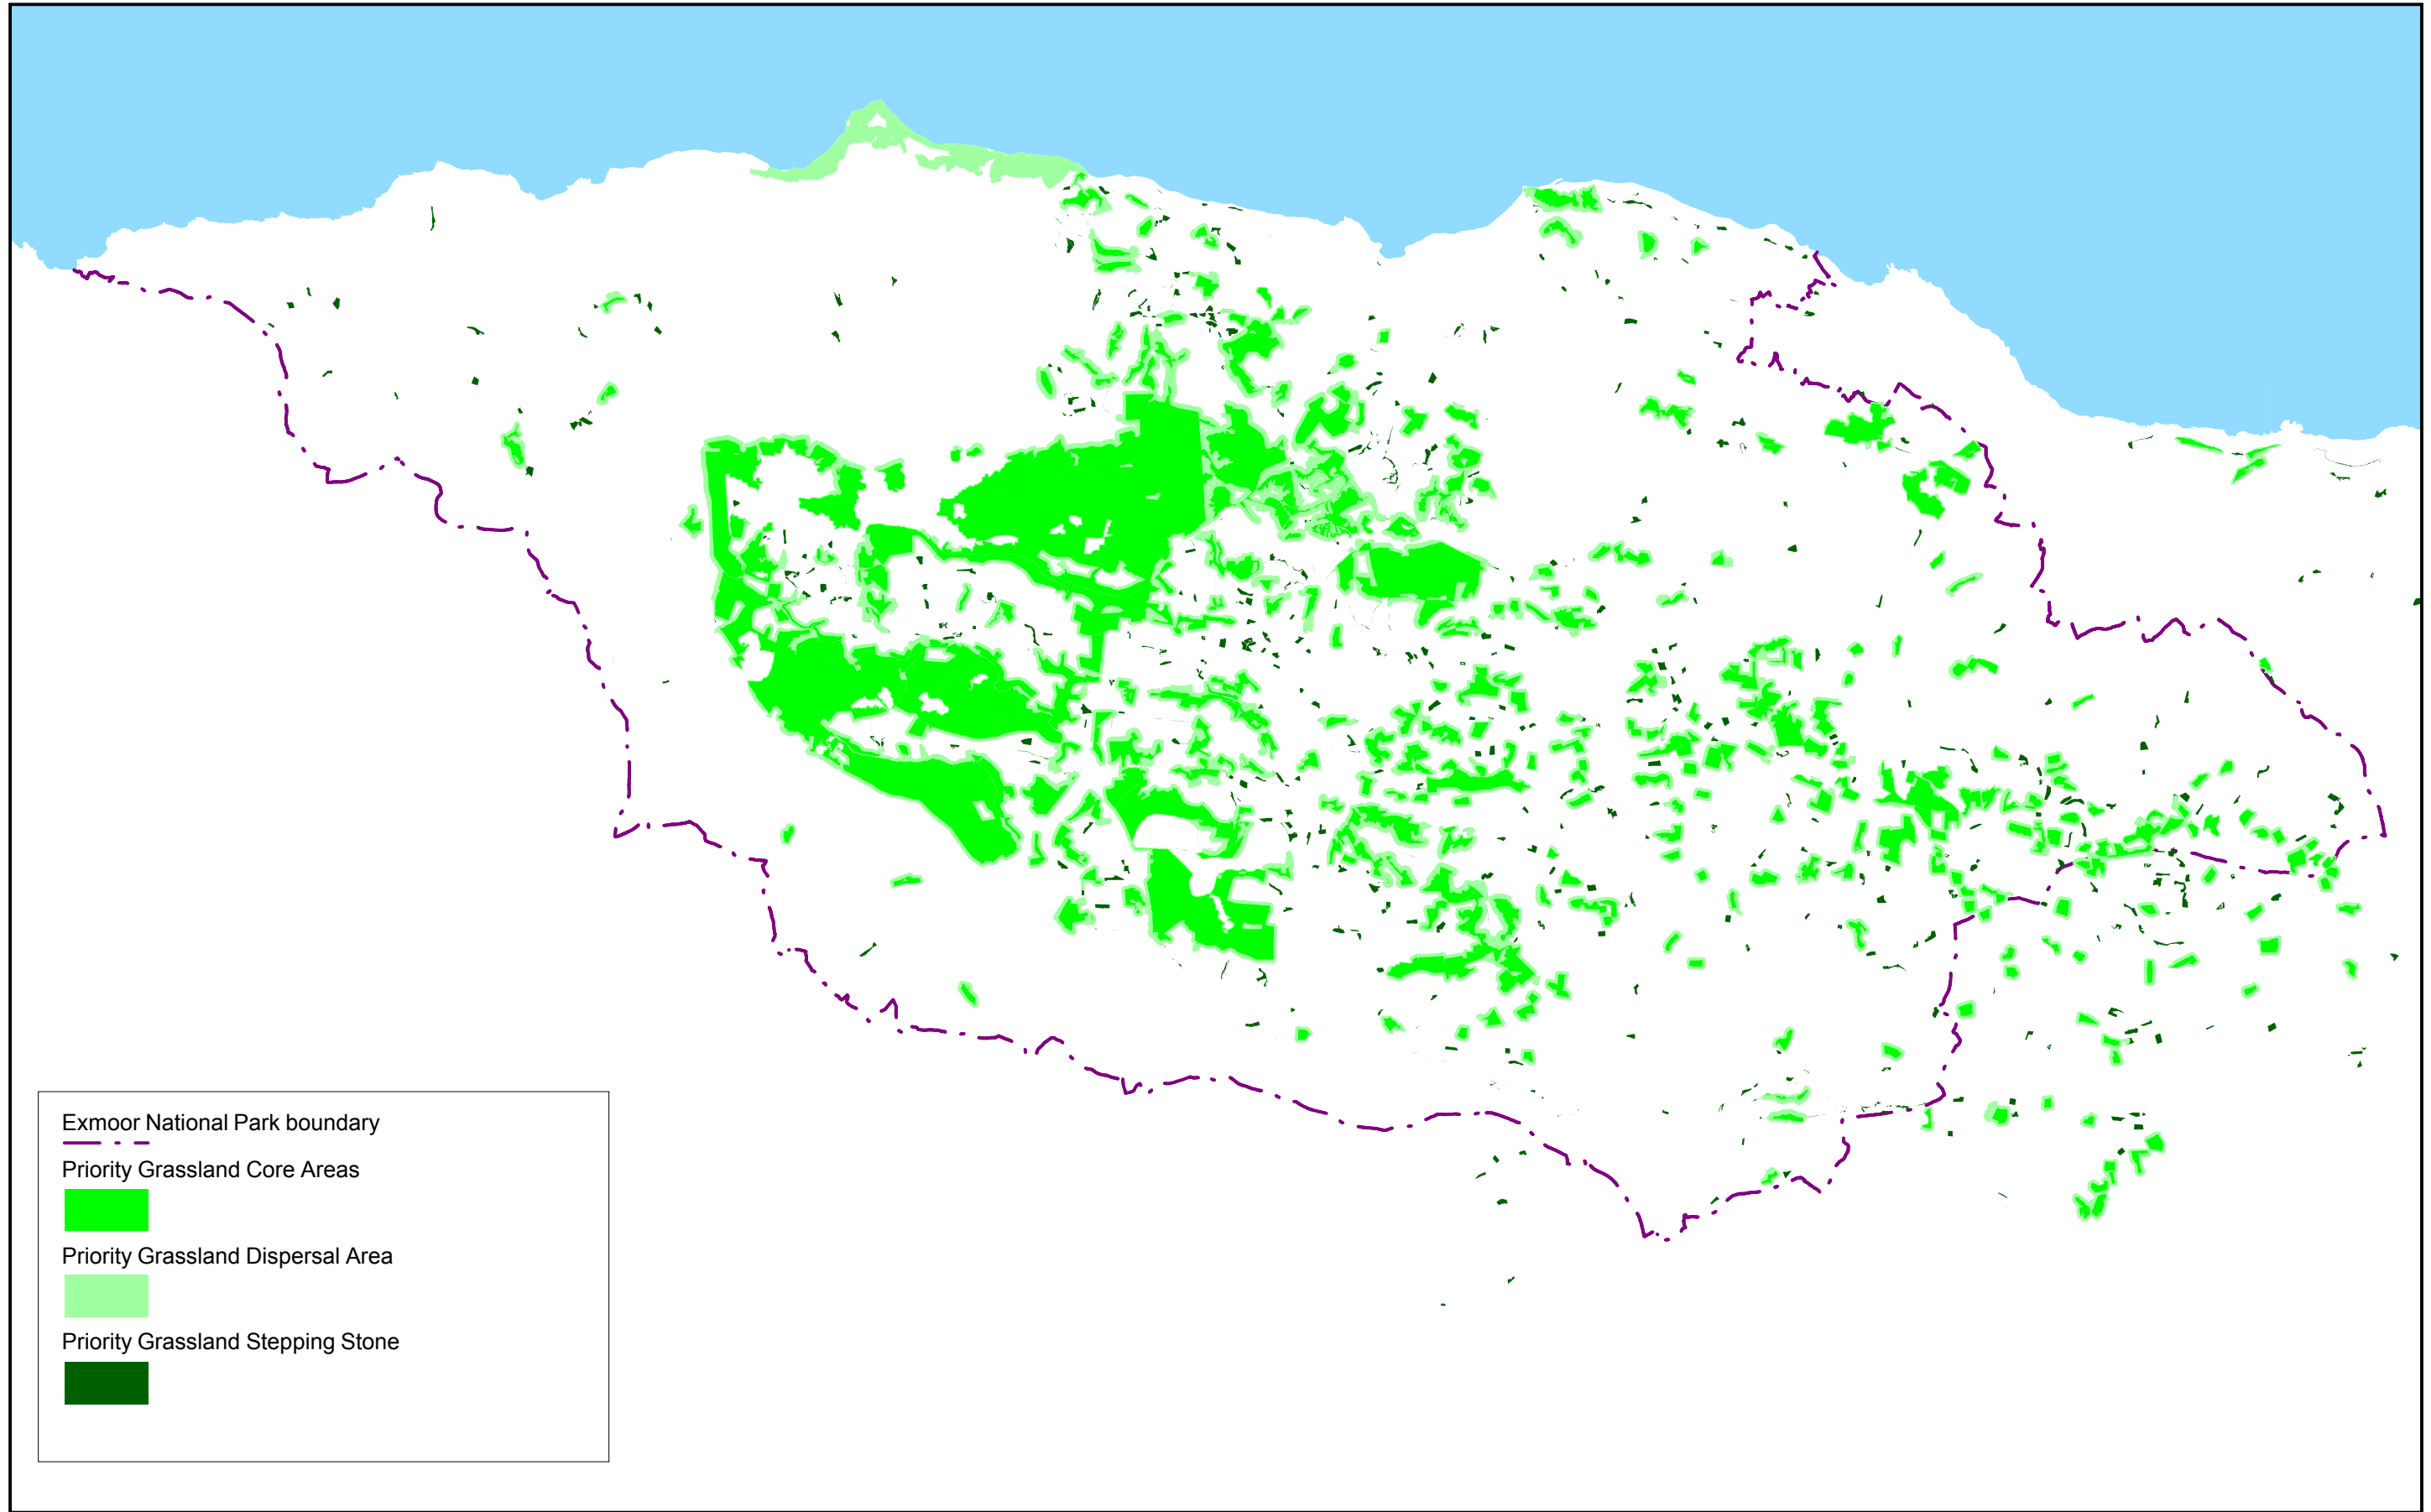 Exmoor National Park boundary
Priority Grassland Core Areas
Priority Grassland Dispersal Area
Priority Grassland Stepping Stone